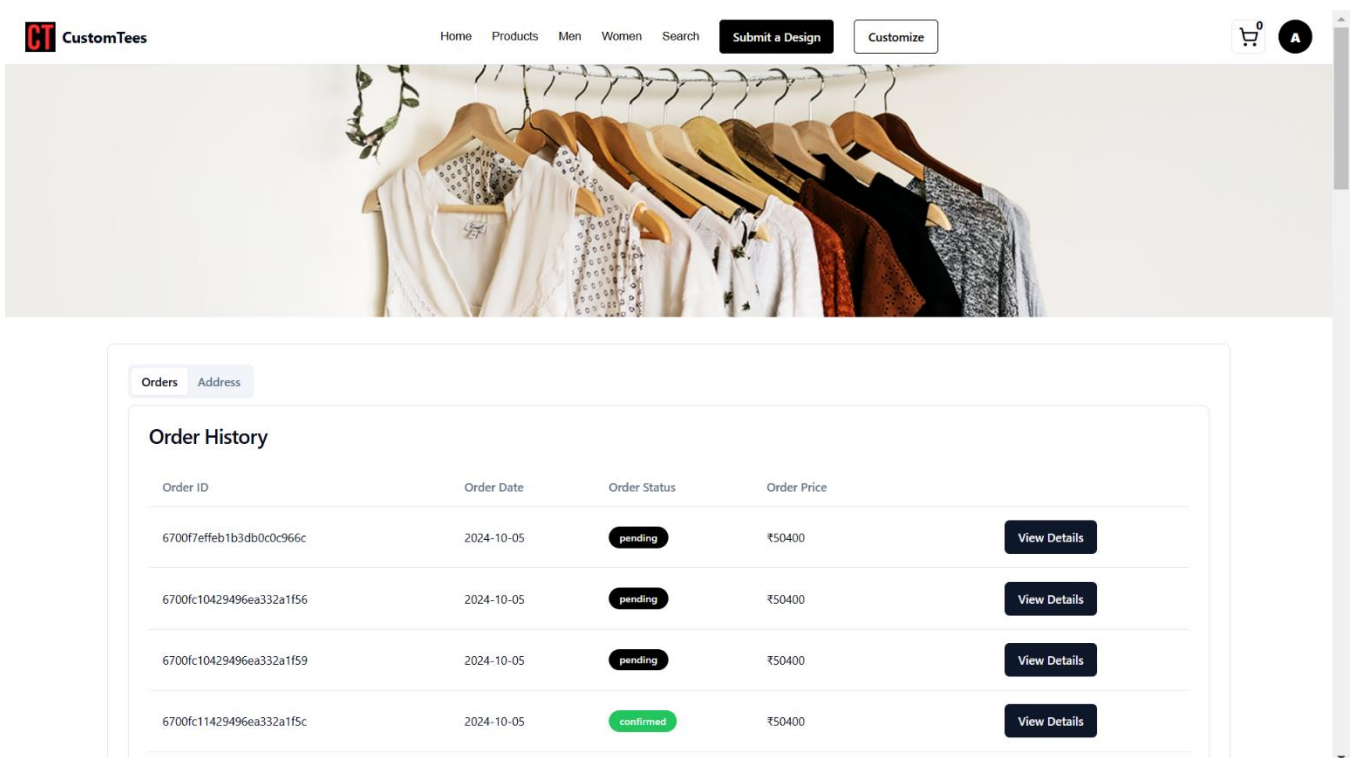 CT CustomTees Home Products Men Women Search Submit a Design Customize 0 A
Orders Address
Order History
Order ID Order Date Order Status Order Price
6700f7effeb1b3db0c0c966c 2024-10-05 pending ₹50400 View Details
6700fc10429496ea332a1f56 2024-10-05 pending ₹50400 View Details
6700fc10429496ea332a1f59 2024-10-05 pending ₹50400 View Details
6700fc11429496ea332a1f5c 2024-10-05 confirmed ₹50400 View Details